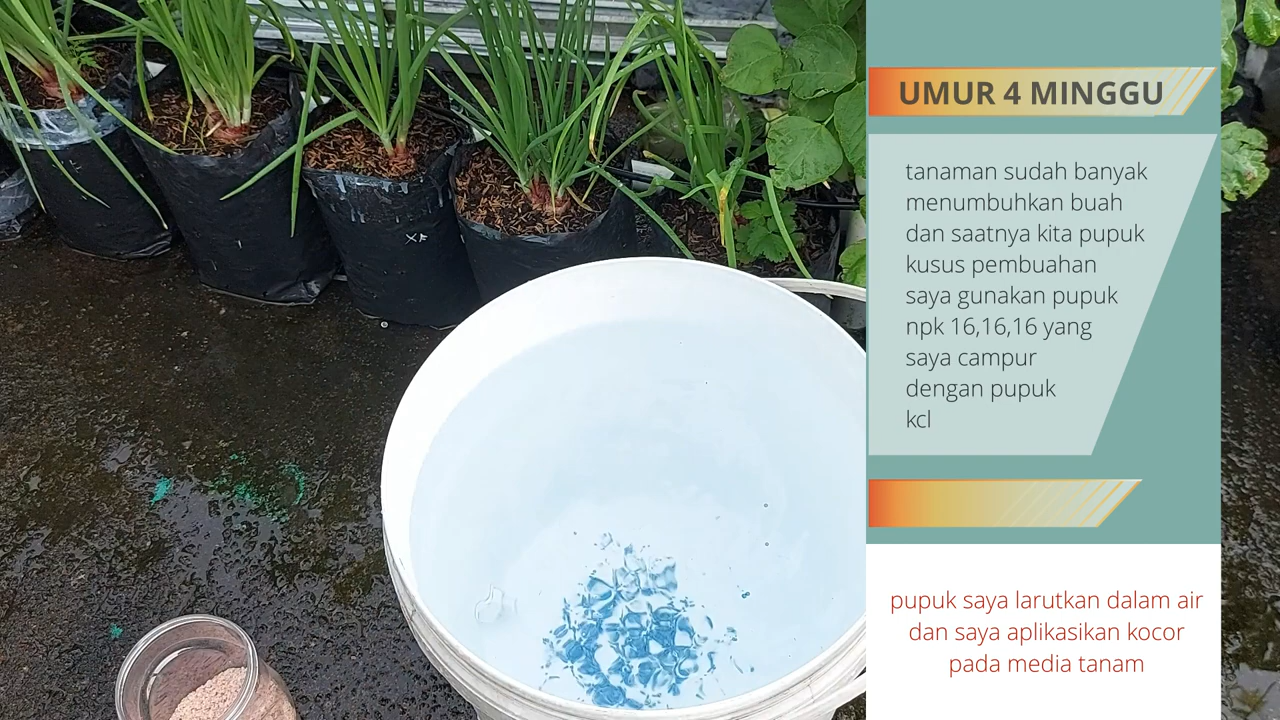 UMUR 4 MINGGU
tanaman sudah banyak
menumbuhkan buah
dan saatnya kita pupuk
kusus pembuahan
saya gunakan pupuk
npk 16,16,16 yang
saya campur
dengan pupuk
kcl
pupuk saya larutkan dalam air
dan saya aplikasikan kocor
pada media tanam